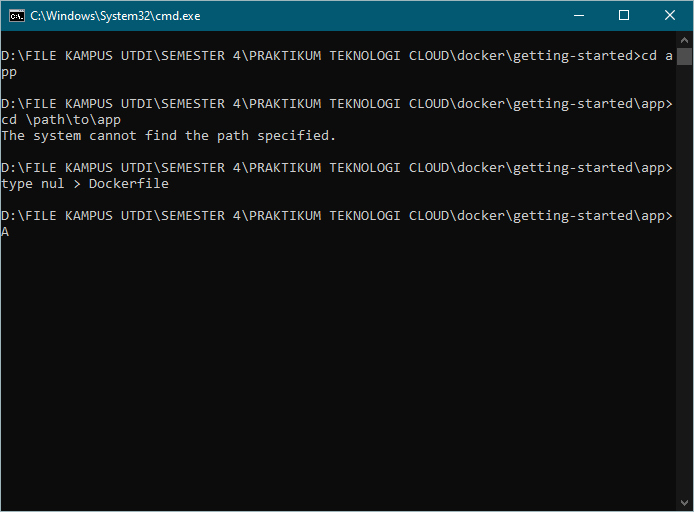 C:\Windows\System32\cmd.exe
D:\FILE KAMPUS UTDI\SEMESTER 4\PRAKTIKUM TEKNOLOGI CLOUD\docker\getting-started>cd a
pp
D:\FILE KAMPUS UTDI\SEMESTER 4\PRAKTIKUM TEKNOLOGI CLOUD\docker\getting-started\app>
cd \path\to\app
The system cannot find the path specified.
D:\FILE KAMPUS UTDI\SEMESTER 4\PRAKTIKUM TEKNOLOGI CLOUD\docker\getting-started\app>
type nul > Dockerfile
D:\FILE KAMPUS UTDI\SEMESTER 4\PRAKTIKUM TEKNOLOGI CLOUD\docker\getting-started\app>
A